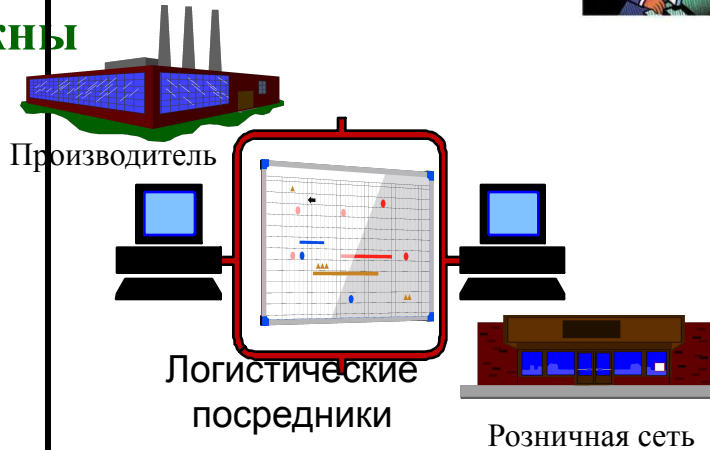 жны
Производитель
Логистические
посредники
Розничная сеть